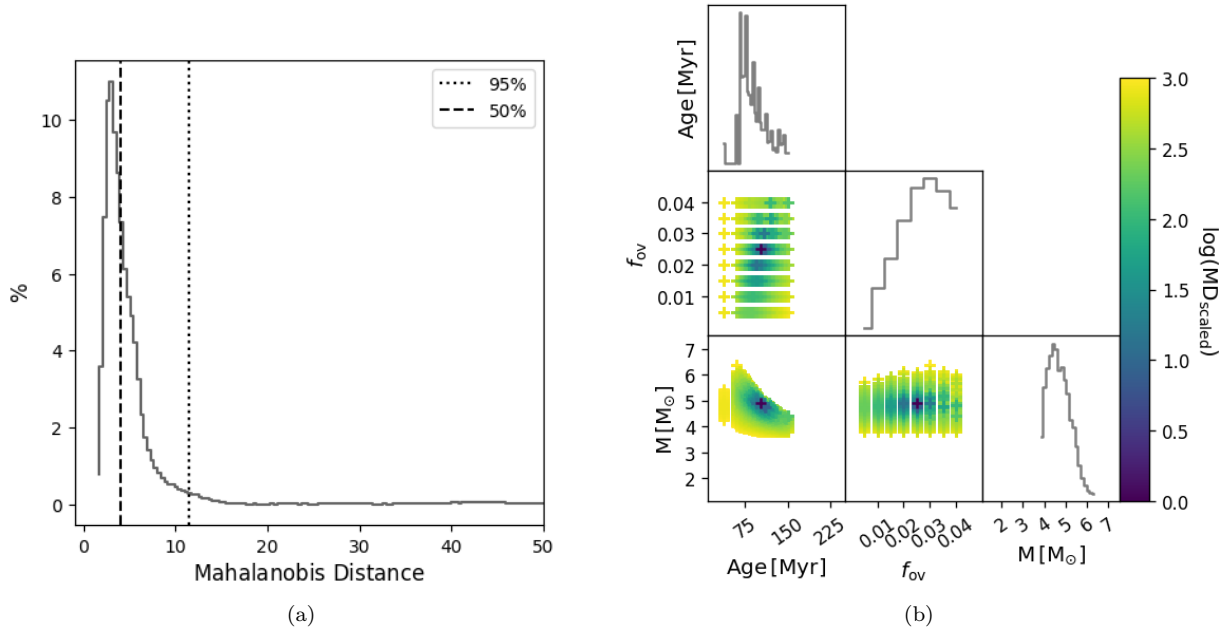 95%
50%
10
8
6
4
2
0
%
0 10 20 30 40 50
Mahalanobis Distance
(a)
Age [Myr]
0.04
0.03
0.02
0.01
f_ov
7
6
5
4
3
2
M [M_⊙]
75 150 225
Age [Myr]
0.01 0.02 0.03 0.04
f_ov
2 3 4 5 6 7
M [M_⊙]
3.0
2.5
2.0
1.5
1.0
0.5
0.0
log(MD_scaled)
(b)